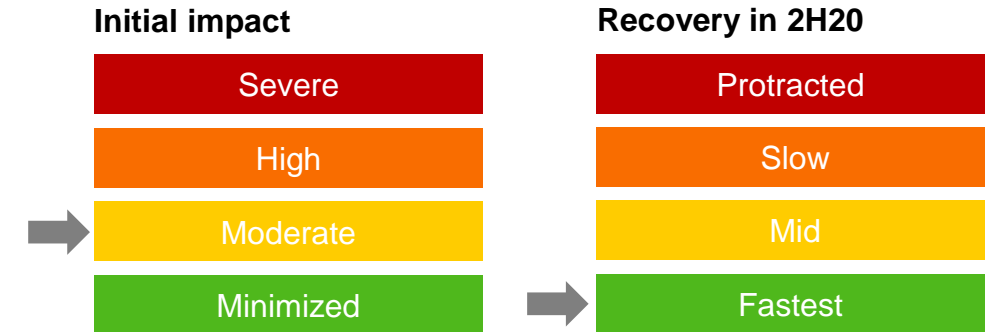 Initial impact
Severe
High
Moderate
Minimized
Recovery in 2H20
Protracted
Slow
Mid
Fastest